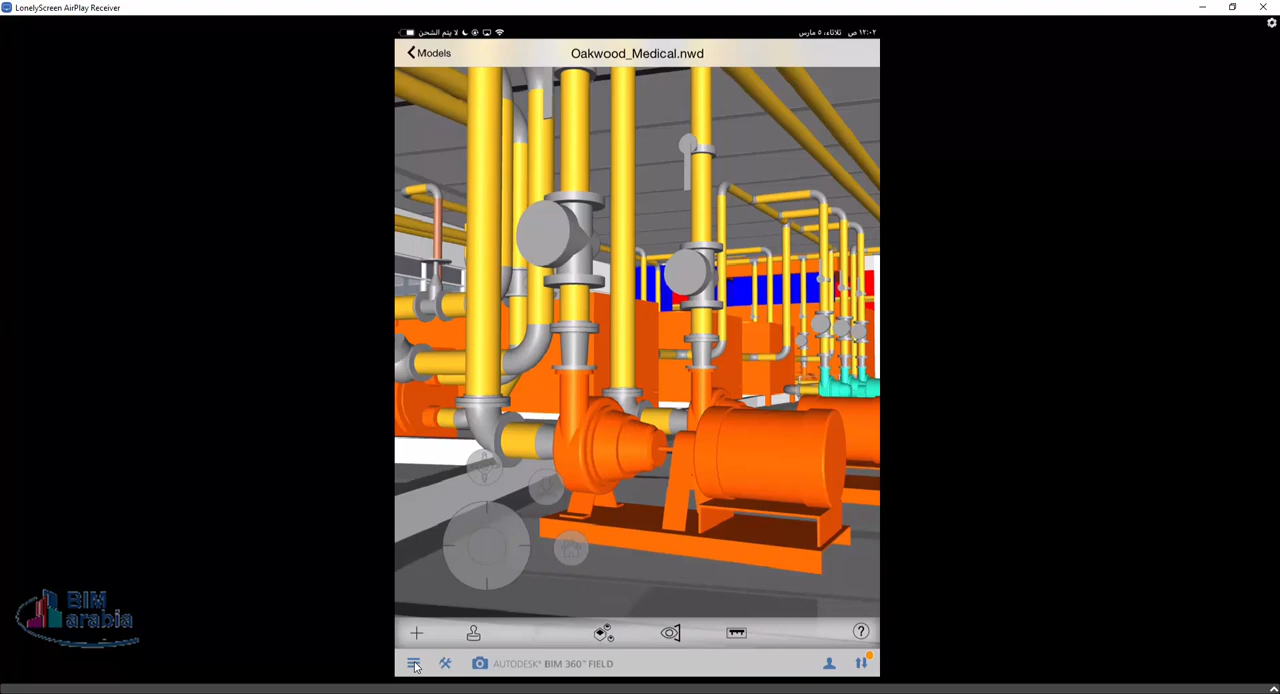 LonelyScreen AirPlay Receiver
لا يتم الشحن
١٢:٠٢ ص ثلاثاء، ٥ مارس
Models
Oakwood_Medical.nwd
BIM
arabia
AUTODESK® BIM 360™ FIELD